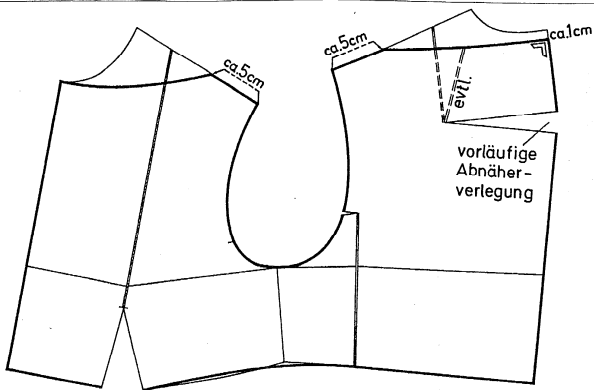 ca.5cm
ca.5cm
ca.1cm
evtl.
vorläufige
Abnäher-
verlegung